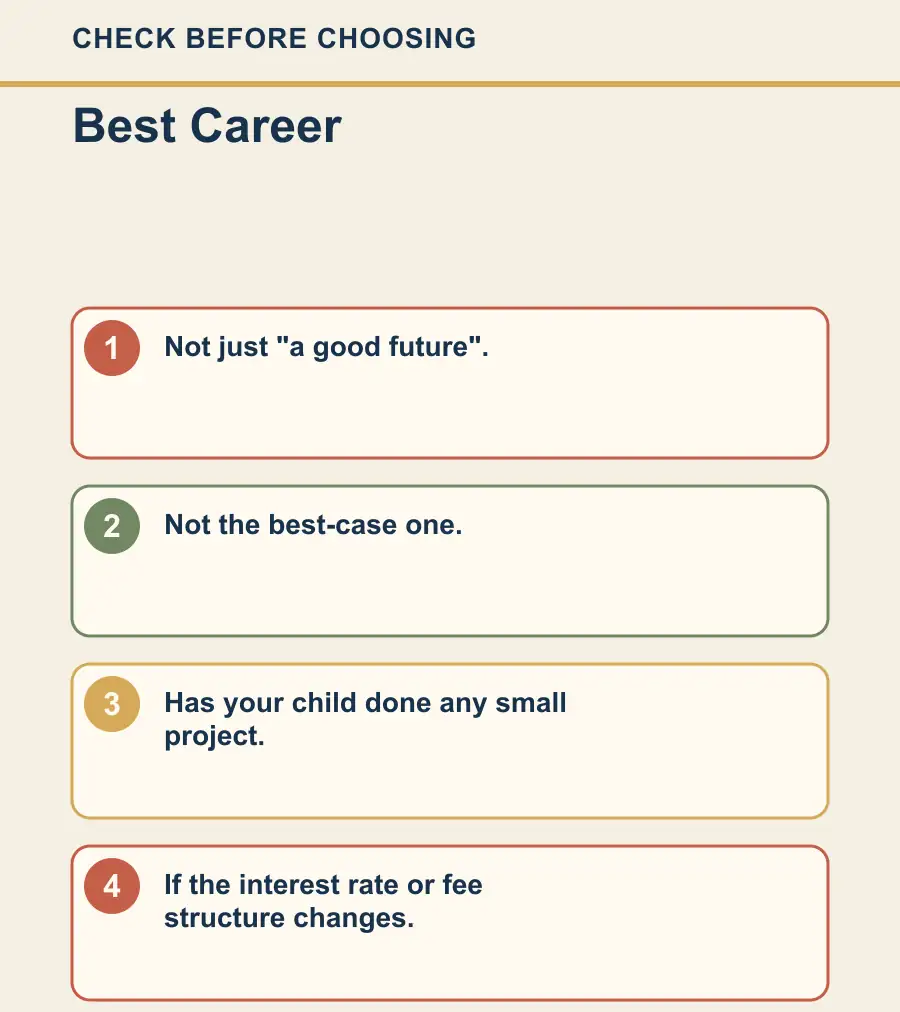 CHECK BEFORE CHOOSING
Best Career
1
Not just "a good future".
2
Not the best-case one.
3
Has your child done any small
project.
4
If the interest rate or fee
structure changes.